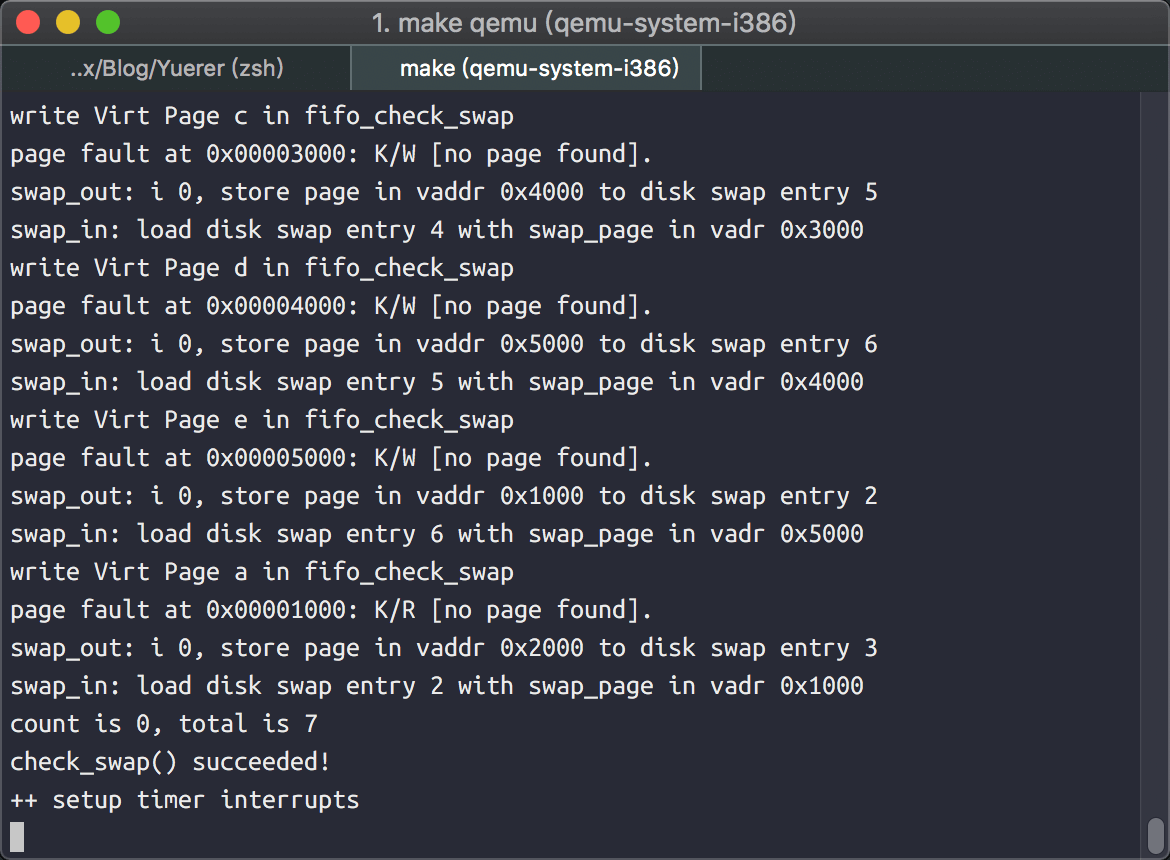 1. make qemu (qemu-system-i386)
..x/Blog/Yuerer (zsh)
make (qemu-system-i386)
write Virt Page c in fifo_check_swap
page fault at 0x00003000: K/W [no page found].
swap_out: i 0, store page in vaddr 0x4000 to disk swap entry 5
swap_in: load disk swap entry 4 with swap_page in vadr 0x3000
write Virt Page d in fifo_check_swap
page fault at 0x00004000: K/W [no page found].
swap_out: i 0, store page in vaddr 0x5000 to disk swap entry 6
swap_in: load disk swap entry 5 with swap_page in vadr 0x4000
write Virt Page e in fifo_check_swap
page fault at 0x00005000: K/W [no page found].
swap_out: i 0, store page in vaddr 0x1000 to disk swap entry 2
swap_in: load disk swap entry 6 with swap_page in vadr 0x5000
write Virt Page a in fifo_check_swap
page fault at 0x00001000: K/R [no page found].
swap_out: i 0, store page in vaddr 0x2000 to disk swap entry 3
swap_in: load disk swap entry 2 with swap_page in vadr 0x1000
count is 0, total is 7
check_swap() succeeded!
++ setup timer interrupts